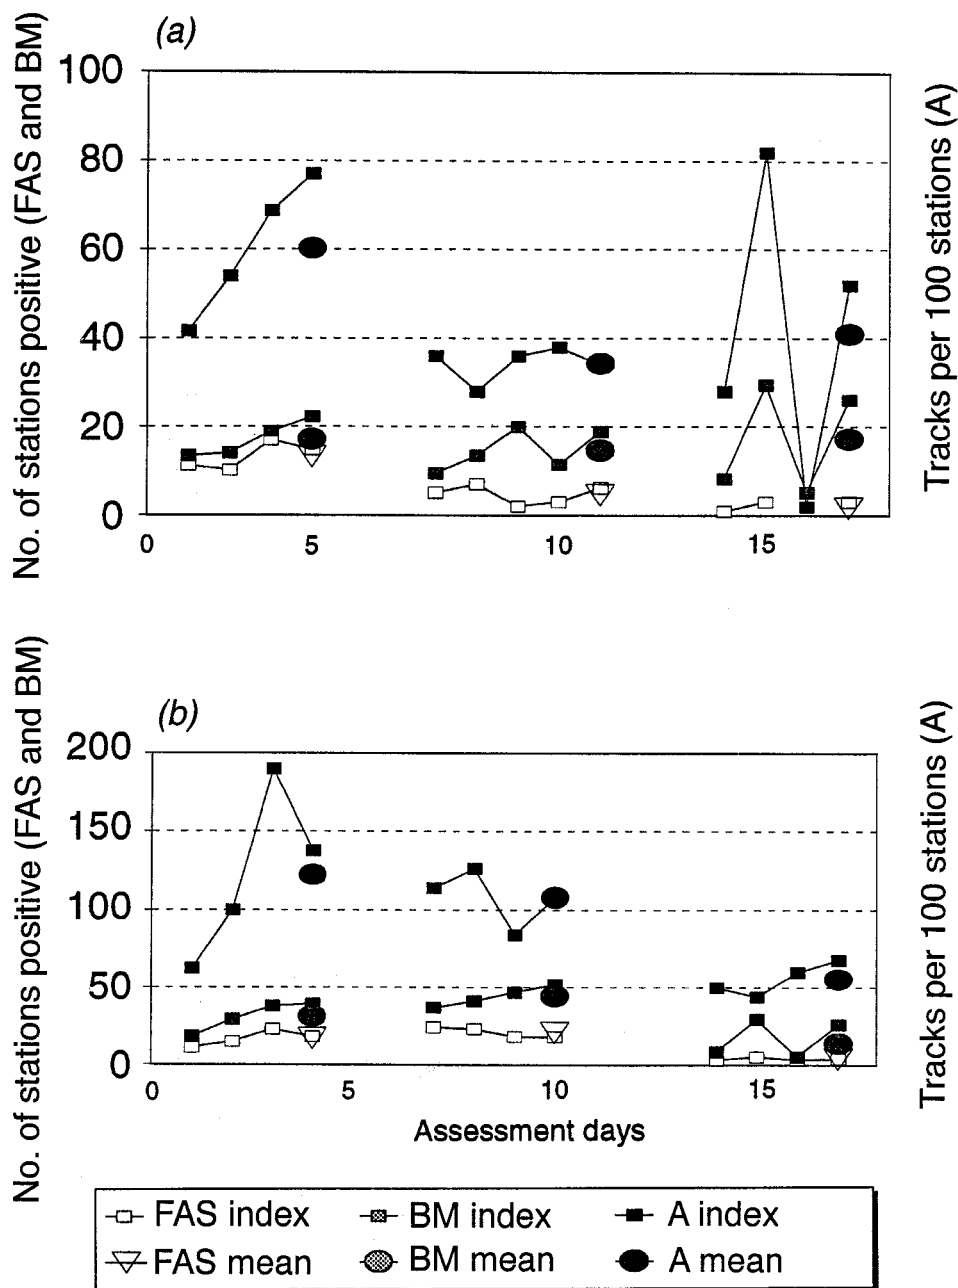 (a)
No. of stations positive (FAS and BM)
Tracks per 100 stations (A)
100
80
60
40
20
0
0 5 10 15
(b)
No. of stations positive (FAS and BM)
Tracks per 100 stations (A)
200
150
100
50
0
0 5 10 15
Assessment days
FAS index BM index A index
FAS mean BM mean A mean